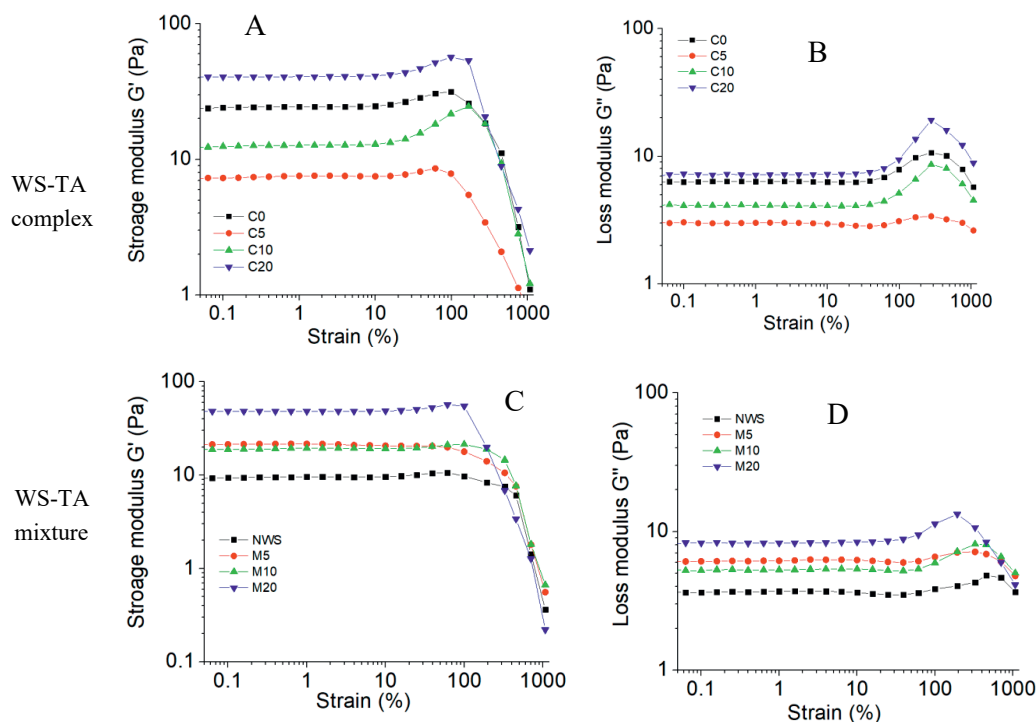 WS-TA
complex
A
Stroage modulus G' (Pa)
100
10
1
C0
C5
C10
C20
0.1 1 10 100 1000
Strain (%)
B
Loss modulus G'' (Pa)
100
10
1
C0
C5
C10
C20
0.1 1 10 100 1000
Strain (%)
WS-TA
mixture
C
Stroage modulus G' (Pa)
100
10
1
0.1
NWS
M5
M10
M20
0.1 1 10 100 1000
Strain (%)
D
Loss modulus G'' (Pa)
100
10
1
NWS
M5
M10
M20
0.1 1 10 100 1000
Strain (%)